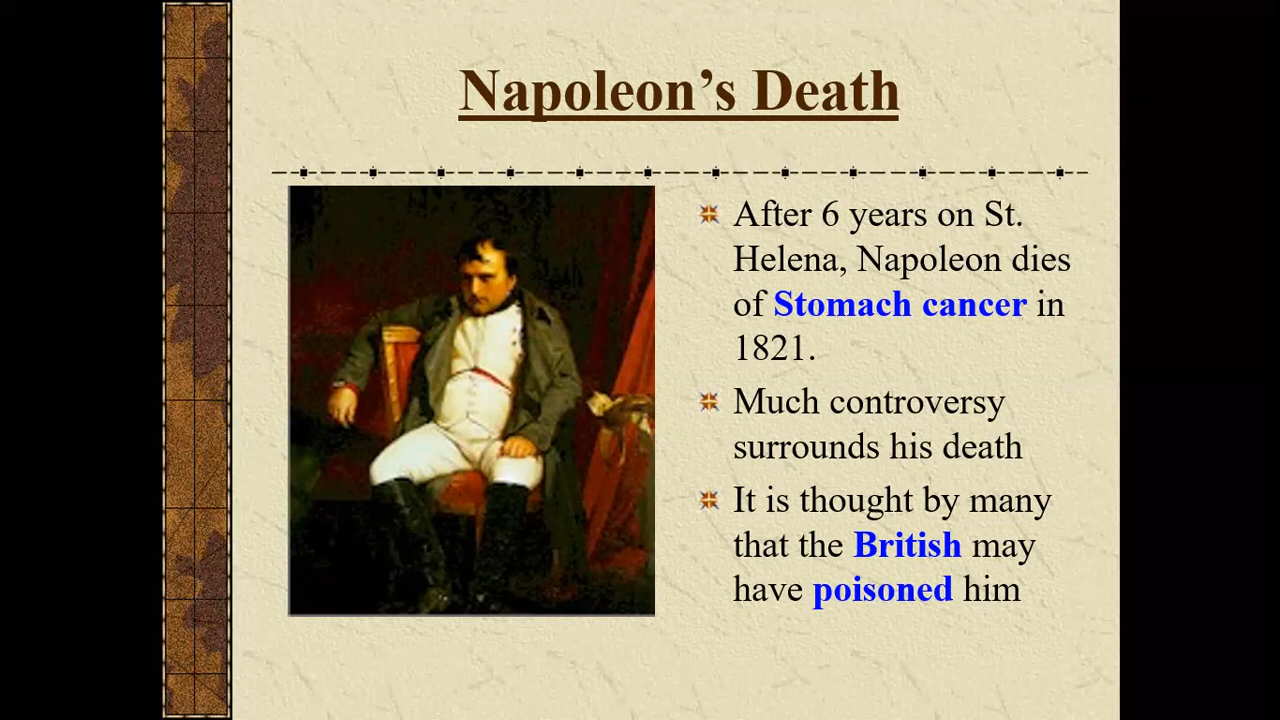 Napoleon’s Death
After 6 years on St.
Helena, Napoleon dies
of Stomach cancer in
1821.
Much controversy
surrounds his death
It is thought by many
that the British may
have poisoned him